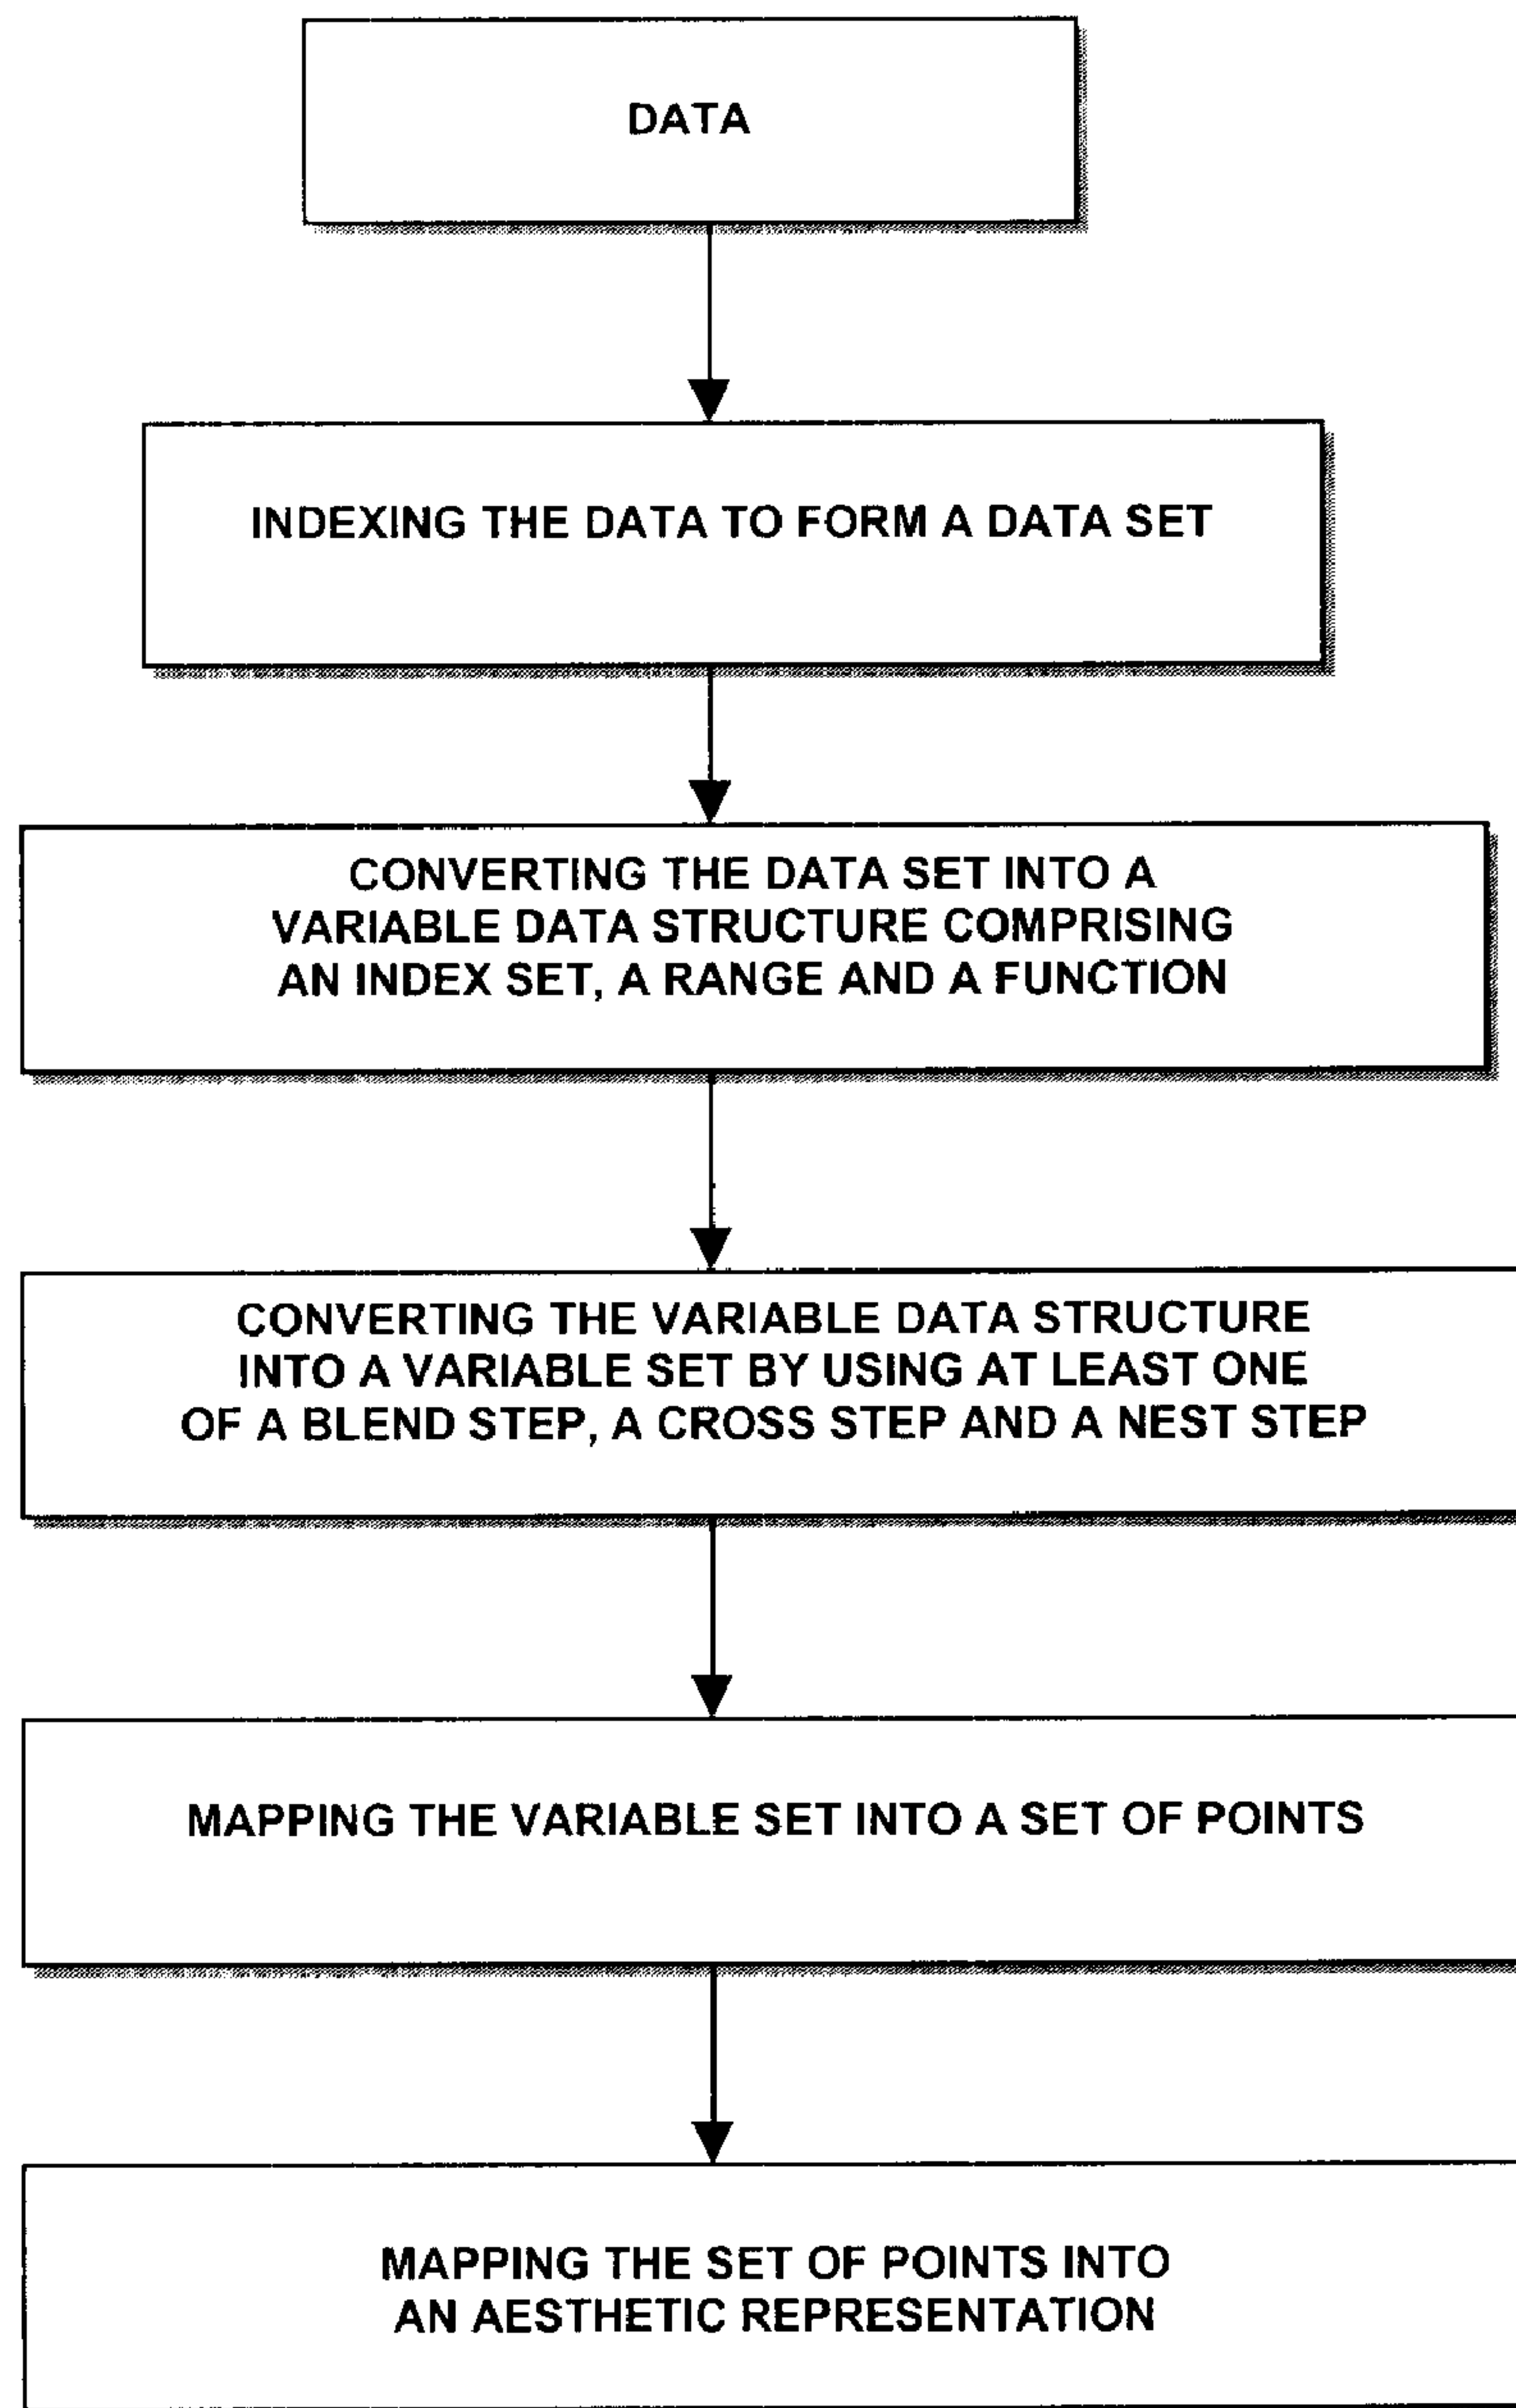 DATA
INDEXING THE DATA TO FORM A DATA SET
CONVERTING THE DATA SET INTO A
VARIABLE DATA STRUCTURE COMPRISING
AN INDEX SET, A RANGE AND A FUNCTION
CONVERTING THE VARIABLE DATA STRUCTURE
INTO A VARIABLE SET BY USING AT LEAST ONE
OF A BLEND STEP, A CROSS STEP AND A NEST STEP
MAPPING THE VARIABLE SET INTO A SET OF POINTS
MAPPING THE SET OF POINTS INTO
AN AESTHETIC REPRESENTATION